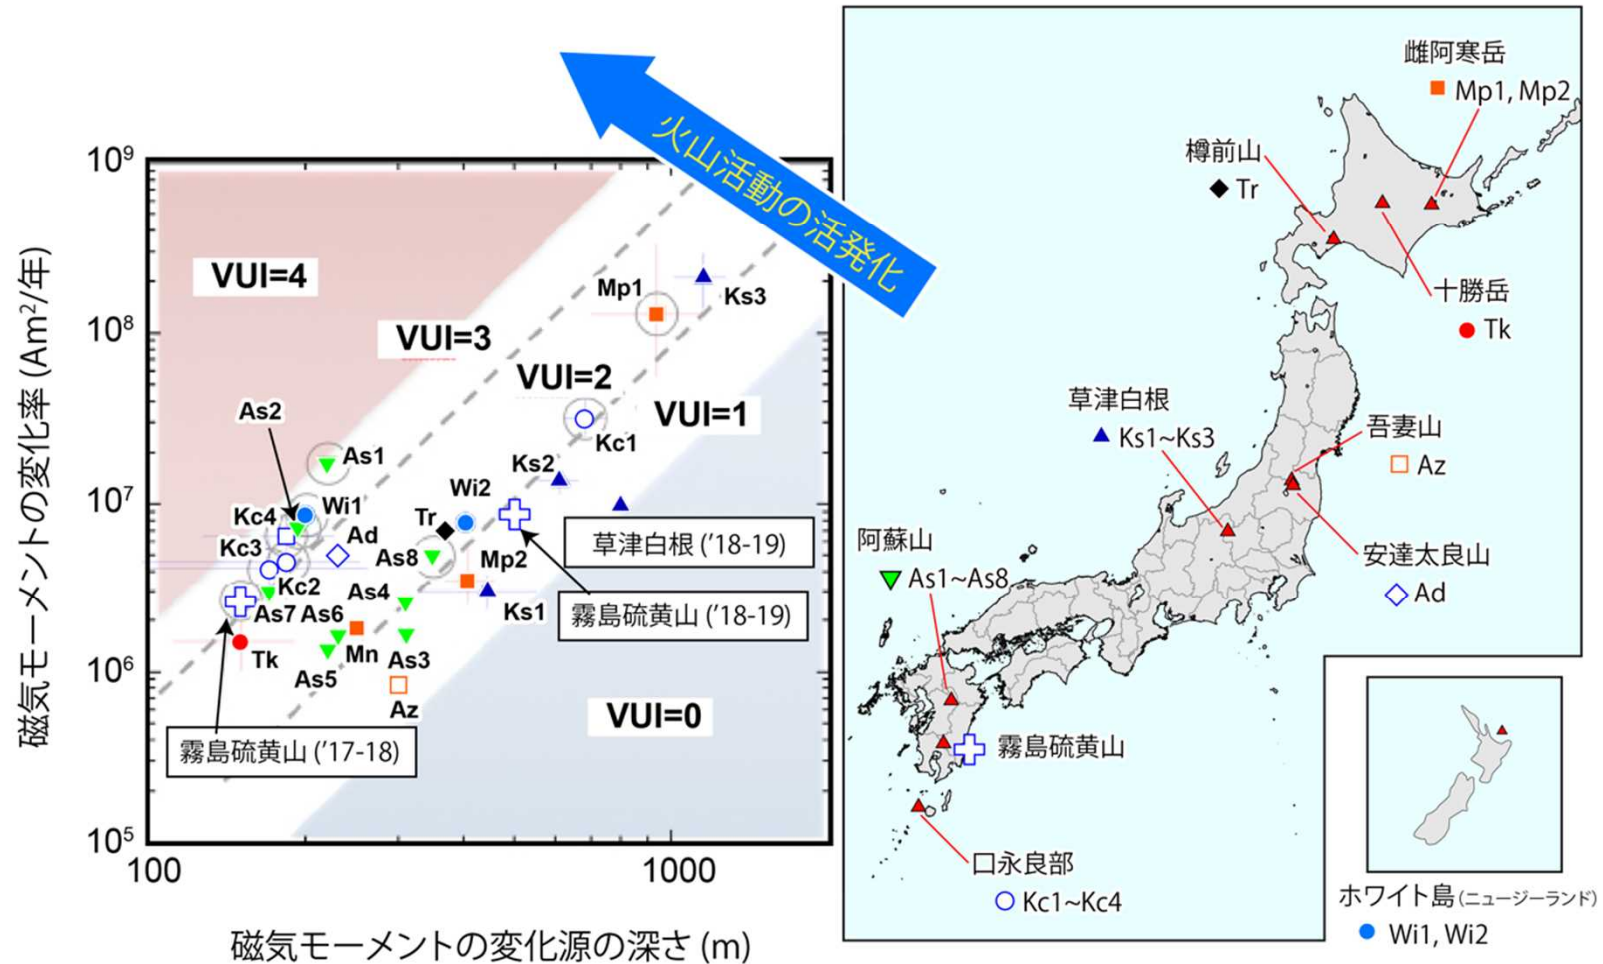 火山活動の活発化
10⁹
10⁸
10⁷
10⁶
10⁵
100
1000
磁気モーメントの変化率 (Am²/年)
磁気モーメントの変化源の深さ (m)
VUI=4
VUI=3
VUI=2
VUI=1
VUI=0
Mp1
Ks3
Kc1
As2
As1
Ks2
Wi1
Wi2
Kc4
Tr
Ad
Kc3
As8
Mp2
Kc2
As4
Ks1
As7
As6
Tk
Mn
As3
As5
Az
草津白根 (’18-19)
霧島硫黄山 (’18-19)
霧島硫黄山 (’17-18)
雌阿寒岳
Mp1, Mp2
樽前山
Tr
十勝岳
Tk
草津白根
Ks1~Ks3
吾妻山
Az
阿蘇山
As1~As8
安達太良山
Ad
霧島硫黄山
口永良部
Kc1~Kc4
ホワイト島 (ニュージーランド)
Wi1, Wi2